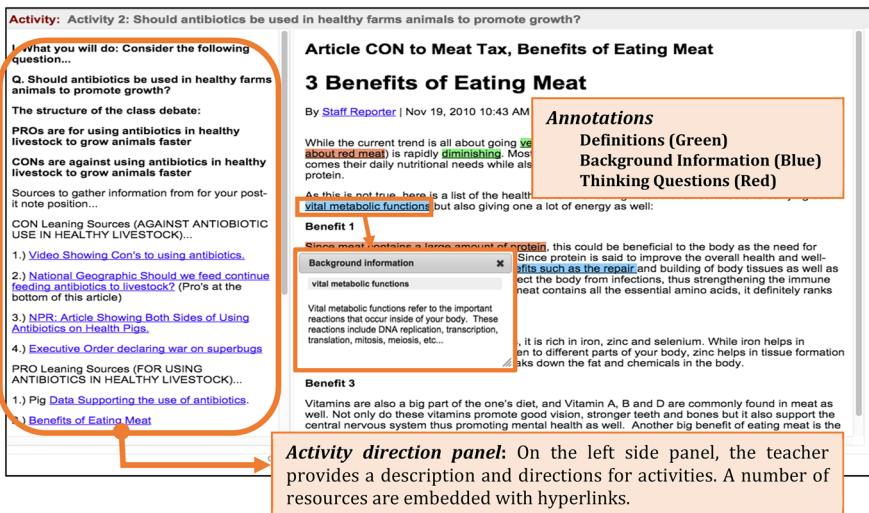 Activity: Activity 2: Should antibiotics be used in healthy farms animals to promote growth?
I. What you will do: Consider the following
question...
Q. Should antibiotics be used in healthy farms
animals to promote growth?
The structure of the class debate:
PROs are for using antibiotics in healthy
livestock to grow animals faster
CONs are against using antibiotics in healthy
livestock to grow animals faster
Sources to gather information from for your post-
it note position...
CON Leaning Sources (AGAINST ANTIOBIOTIC
USE IN HEALTHY LIVESTOCK)...
1.) Video Showing Con's to using antibiotics.
2.) National Geographic Should we feed continue
feeding antibiotics to livestock? (Pro's at the
bottom of this article)
3.) NPR: Article Showing Both Sides of Using
Antibiotics on Health Pigs.
4.) Executive Order declaring war on superbugs
PRO Leaning Sources (FOR USING
ANTIBIOTICS IN HEALTHY LIVESTOCK)...
1.) Pig Data Supporting the use of antibiotics.
Benefits of Eating Meat
Article CON to Meat Tax, Benefits of Eating Meat
3 Benefits of Eating Meat
By Staff Reporter | Nov 19, 2010 10:43 AM
While the current trend is all about going
about red meat) is rapidly diminishing. Most
comes their daily nutritional needs while
protein.
As this is not true, here is a list of the health
vital metabolic functions but also giving one a lot of energy as well:
Benefit 1
Since meat contains a large amount of protein, this could be beneficial to the body as the need for
Since protein is said to improve the overall health and well-
such as the repair and building of body tissues as well as
the body from infections, thus strengthening the immune
meat contains all the essential amino acids, it definitely ranks
, it is rich in iron, zinc and selenium. While iron helps in
to different parts of your body, zinc helps in tissue formation
down the fat and chemicals in the body.
Benefit 3
Vitamins are also a big part of the one's diet, and Vitamin A, B and D are commonly found in meat as
well. Not only do these vitamins promote good vision, stronger teeth and bones but it also support the
central nervous system thus promoting mental health as well. Another big benefit of eating meat is the
Annotations
Definitions (Green)
Background Information (Blue)
Thinking Questions (Red)
Background information
vital metabolic functions
Vital metabolic functions refer to the important
reactions that occur inside of your body. These
reactions include DNA replication, transcription,
translation, mitosis, meiosis, etc...
Activity direction panel: On the left side panel, the teacher
provides a description and directions for activities. A number of
resources are embedded with hyperlinks.